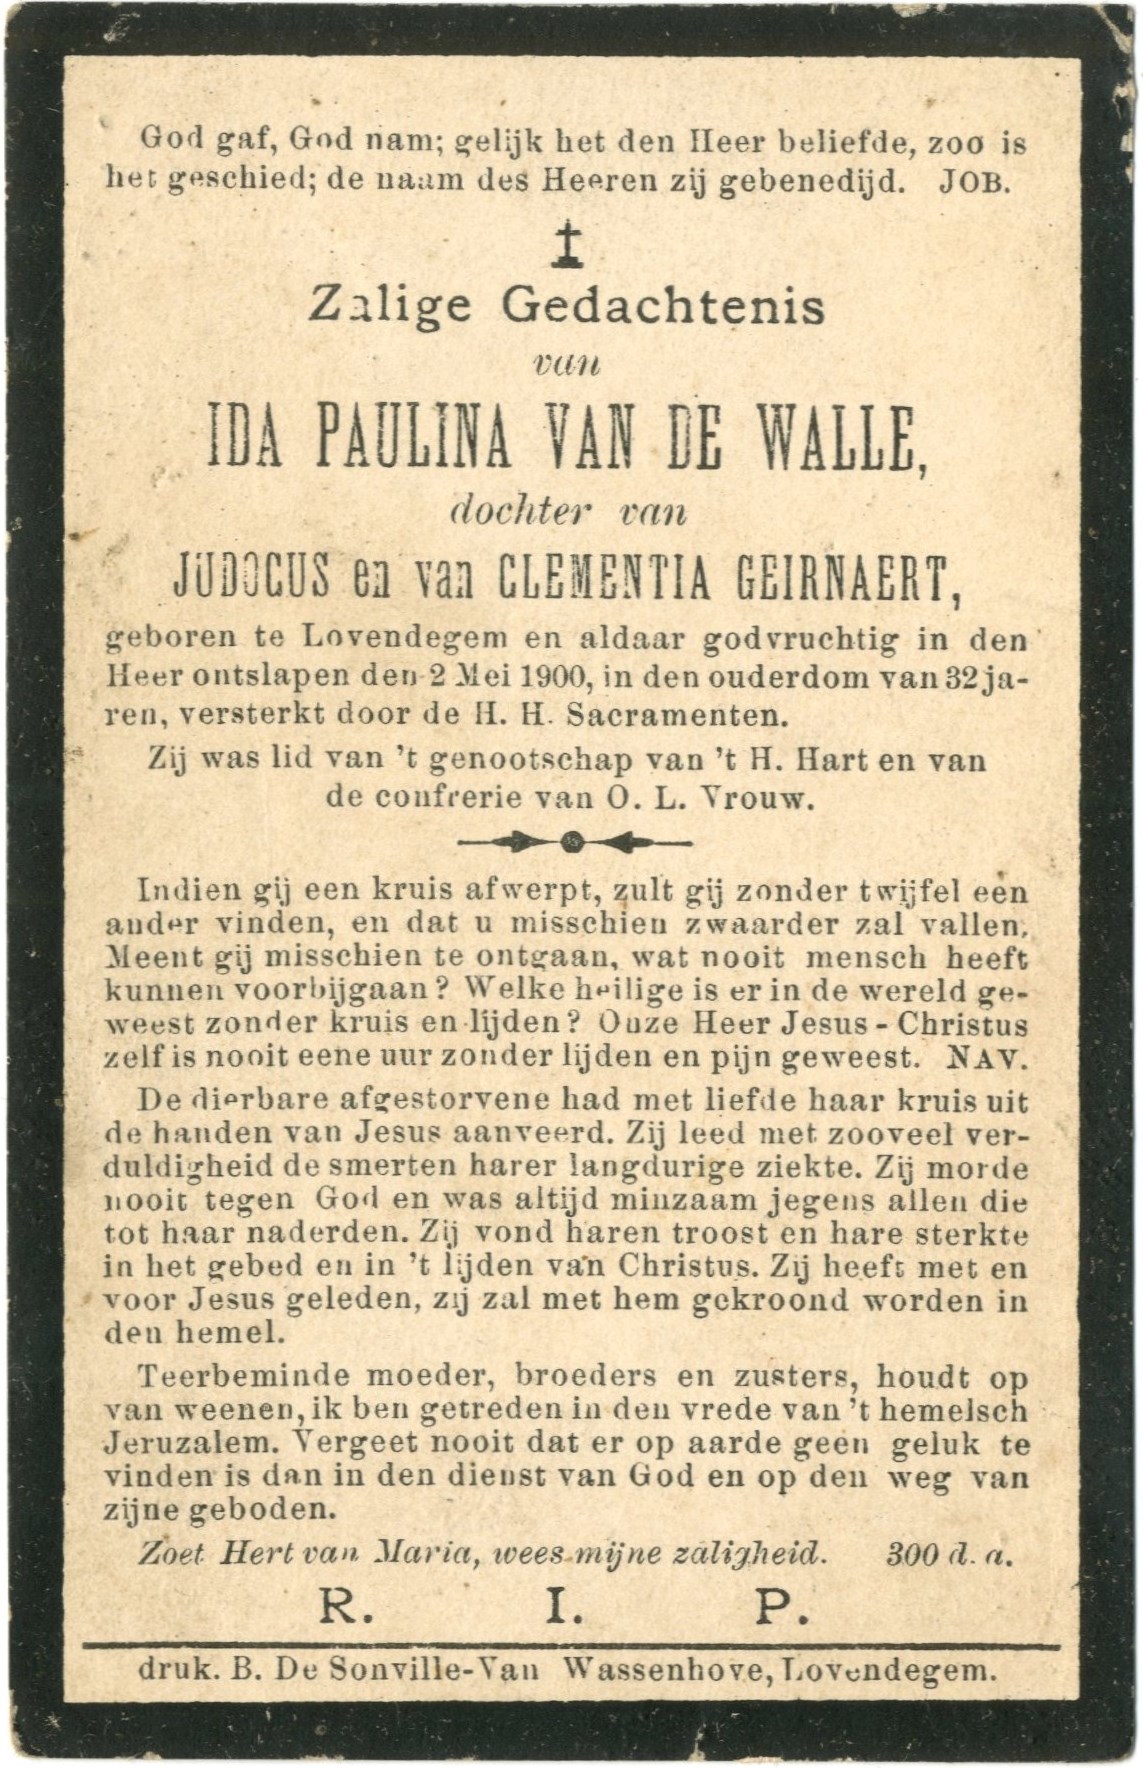 God gaf, God nam; gelijk het den Heer beliefde, zoo is
het geschied; de naam des Heeren zij gebenedijd. JOB.
Zalige Gedachtenis
van
IDA PAULINA VAN DE WALLE,
dochter van
JUDOCUS en van CLEMENTIA GEIRNAERT,
geboren te Lovendegem en aldaar godvruchtig in den
Heer ontslapen den 2 Mei 1900, in den ouderdom van 32 ja-
ren, versterkt door de H. H. Sacramenten.
Zij was lid van 't genootschap van 't H. Hart en van
de confrerie van O. L. Vrouw.
Indien gij een kruis afwerpt, zult gij zonder twijfel een
ander vinden, en dat u misschien zwaarder zal vallen.
Meent gij misschien te ontgaan, wat nooit mensch heeft
kunnen voorbijgaan? Welke heilige is er in de wereld ge-
weest zonder kruis en lijden? Onze Heer Jesus-Christus
zelf is nooit eene uur zonder lijden en pijn geweest. NAV.
De dierbare afgestorvene had met liefde haar kruis uit
de handen van Jesus aanveerd. Zij leed met zooveel ver-
duldigheid de smerten harer langdurige ziekte. Zij morde
nooit tegen God en was altijd minzaam jegens allen die
tot haar naderden. Zij vond haren troost en hare sterkte
in het gebed en in 't lijden van Christus. Zij heeft met en
voor Jesus geleden, zij zal met hem gekroond worden in
den hemel.
Teerbeminde moeder, broeders en zusters, houdt op
van weenen, ik ben getreden in den vrede van 't hemelsch
Jeruzalem. Vergeet nooit dat er op aarde geen geluk te
vinden is dan in den dienst van God en op den weg van
zijne geboden.
Zoet Hert van Maria, wees mijne zaligheid. 300 d. a.
R. I. P.
druk. B. De Sonville-Van Wassenhove, Lovendegem.